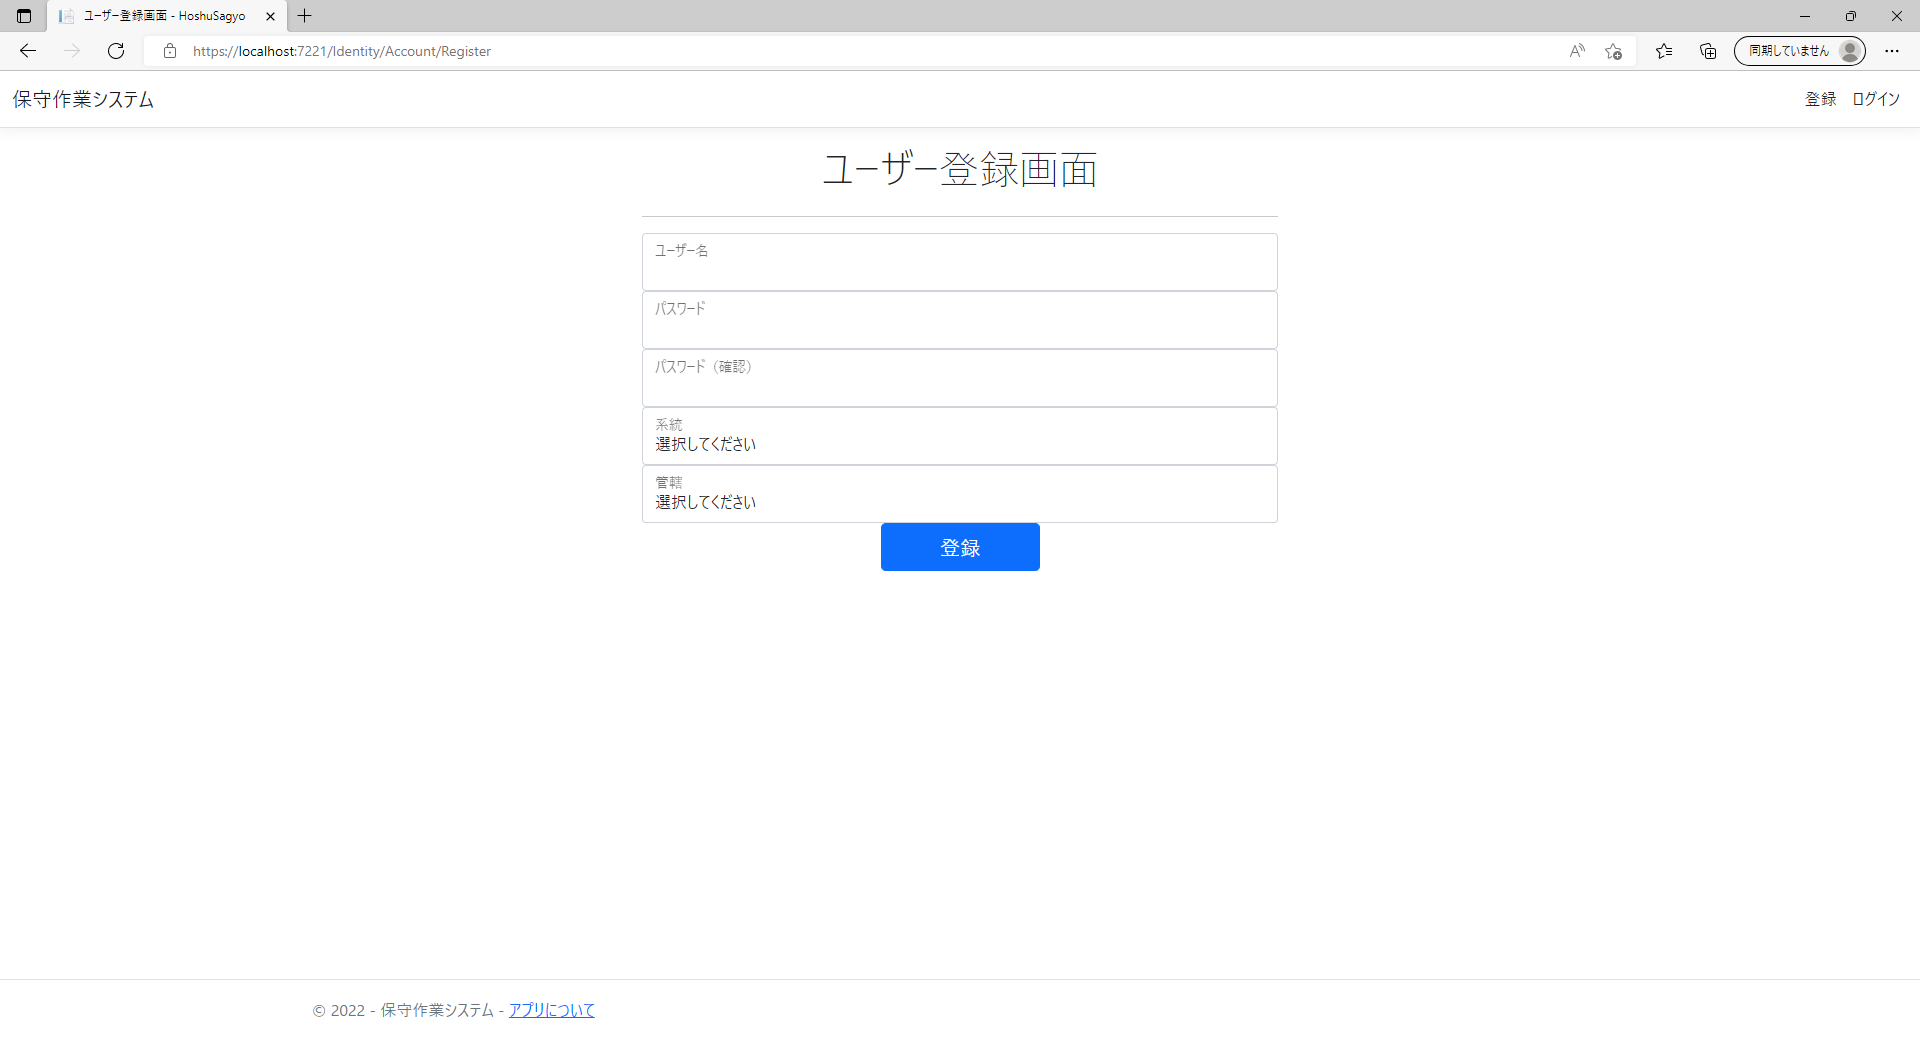 ユーザー登録画面 - HoshuSagyo
https://localhost:7221/Identity/Account/Register
同期していません
保守作業システム
登録 ログイン
ユーザー登録画面
ユーザー名
パスワード
パスワード（確認）
系統
選択してください
管轄
選択してください
登録
© 2022 - 保守作業システム - アプリについて